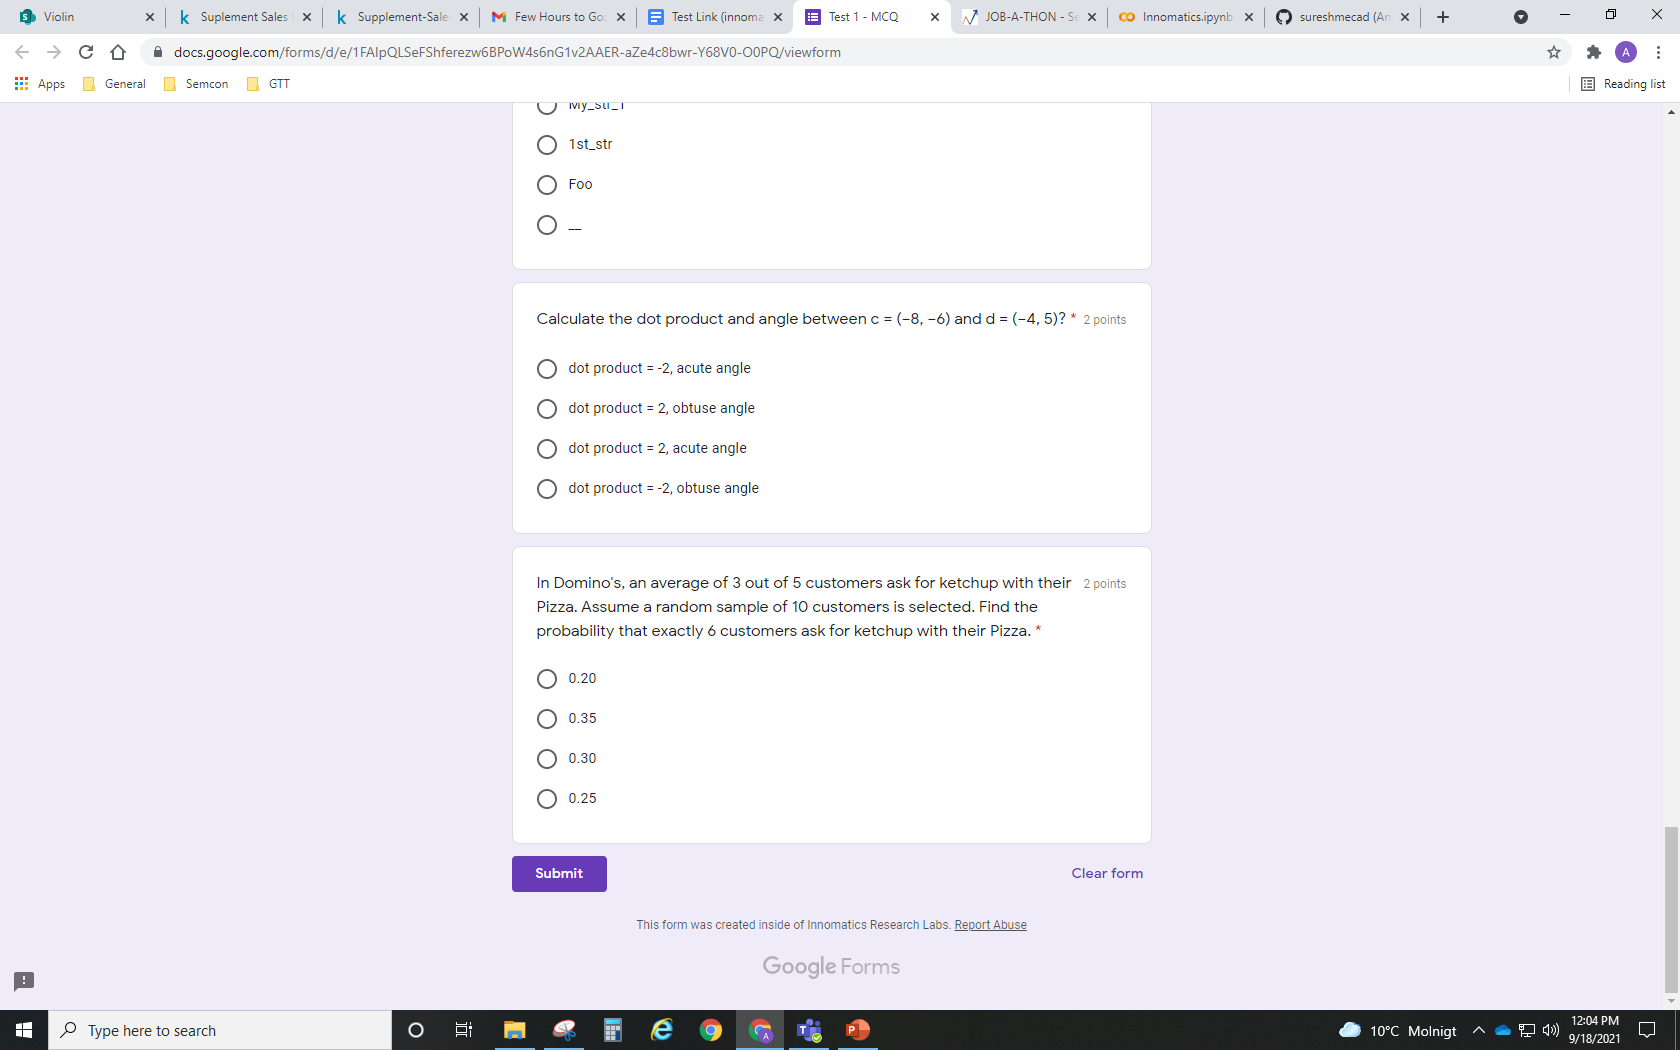 Violin
Suplement Sales
Supplement-Sale
Few Hours to Go:
Test Link (innoma
Test 1 - MCQ
JOB-A-THON - Se
Innomatics.ipynb
sureshmecad (An
docs.google.com/forms/d/e/1FAIpQLSeFShferezw6BPoW4s6nG1v2AAER-aZe4c8bwr-Y68V0-O0PQ/viewform
A
Apps
General
Semcon
GTT
Reading list
My_str_1
1st_str
Foo
__
Calculate the dot product and angle between c = (−8, −6) and d = (−4, 5)? * 2 points
dot product = -2, acute angle
dot product = 2, obtuse angle
dot product = 2, acute angle
dot product = -2, obtuse angle
In Domino's, an average of 3 out of 5 customers ask for ketchup with their 2 points
Pizza. Assume a random sample of 10 customers is selected. Find the
probability that exactly 6 customers ask for ketchup with their Pizza. *
0.20
0.35
0.30
0.25
Submit
Clear form
This form was created inside of Innomatics Research Labs. Report Abuse
Google Forms
Type here to search
10°C Molnigt
12:04 PM
9/18/2021